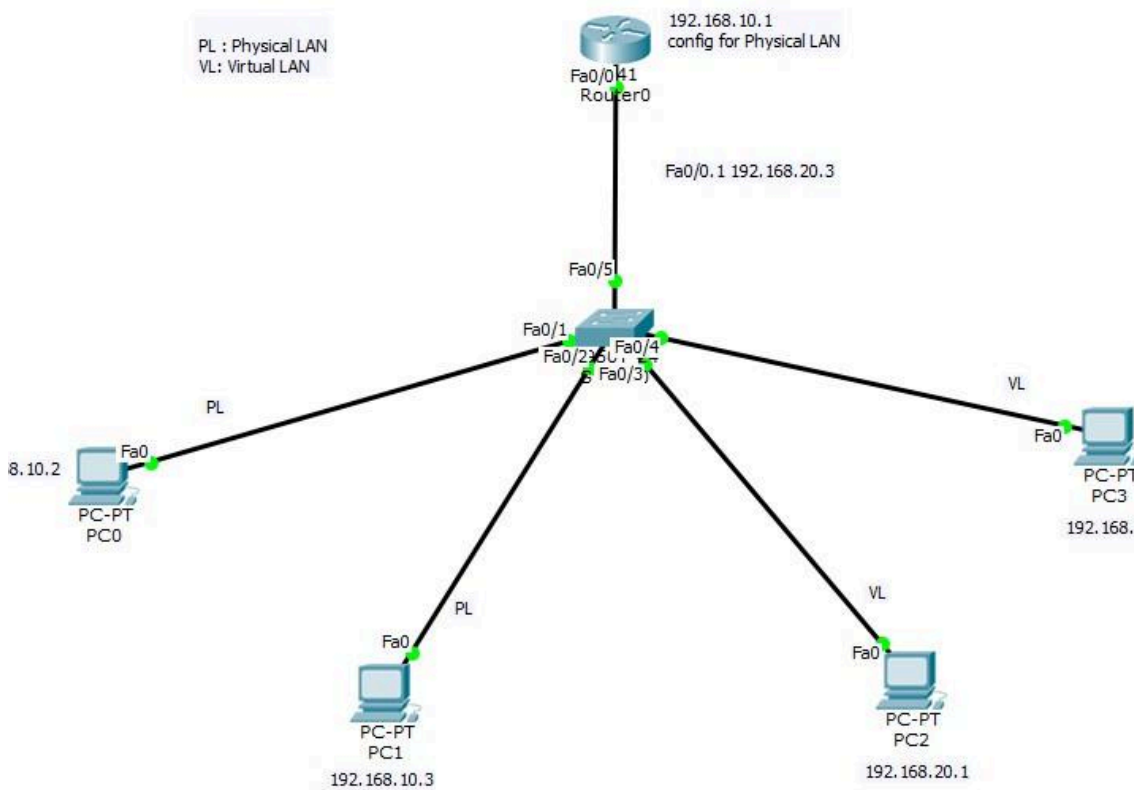 PL : Physical LAN
VL: Virtual LAN
192.168.10.1
config for Physical LAN
Fa0/0
41
Router0
Fa0/0.1 192.168.20.3
Fa0/5
Fa0/1
Fa0/2
Fa0/4
Fa0/3
PL
VL
Fa0
8.10.2
PC-PT
PC0
Fa0
PC-PT
PC3
192.168.
PL
VL
Fa0
PC-PT
PC1
192.168.10.3
Fa0
PC-PT
PC2
192.168.20.1